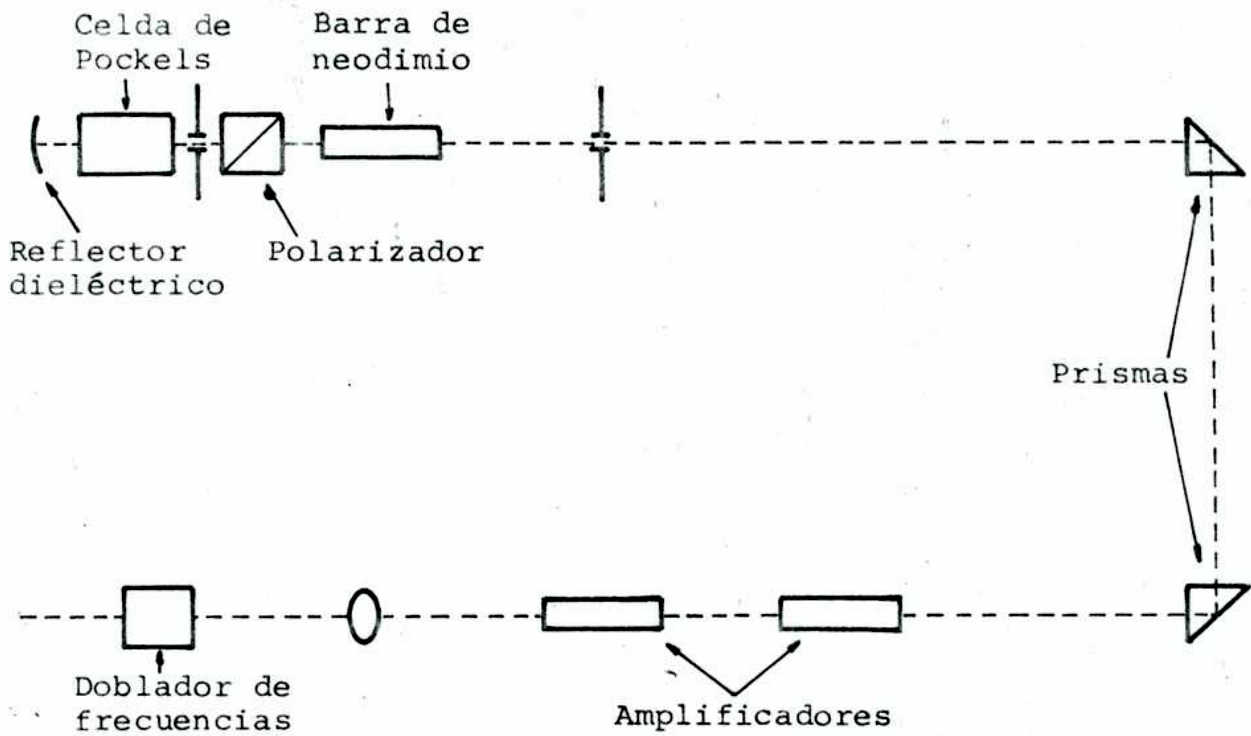 Celda de
Pockels
Barra de
neodimio
Reflector
dieléctrico
Polarizador
Prismas
Doblador de
frecuencias
Amplificadores